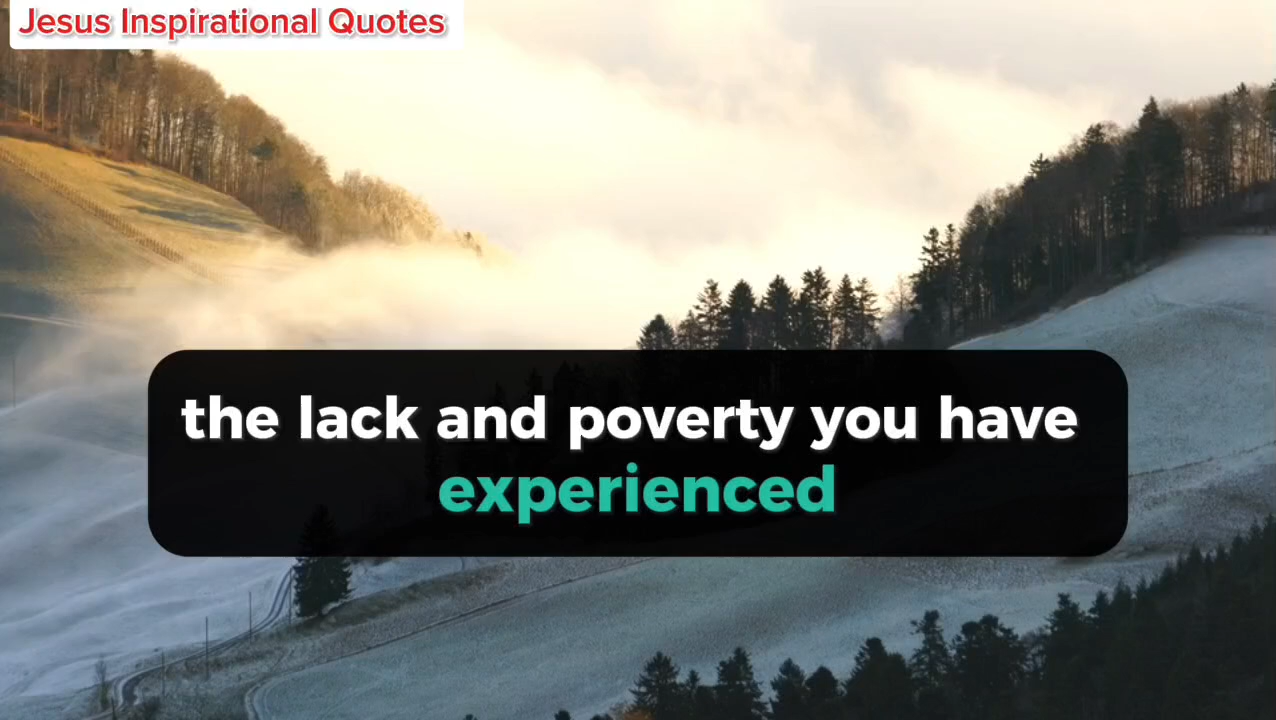 Jesus Inspirational Quotes
the lack and poverty you have
experienced